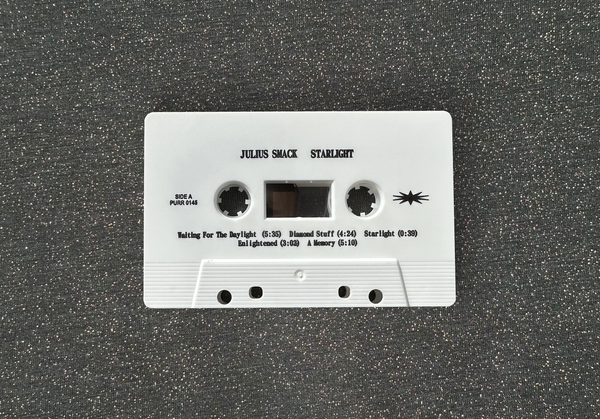 JULIUS SMACK STARLIGHT
SIDE A
PURR 0145
Waiting For The Daylight (5:35) Diamond Stuff (4:24) Starlight (0:39)
Enlightened (3:02) A Memory (5:10)